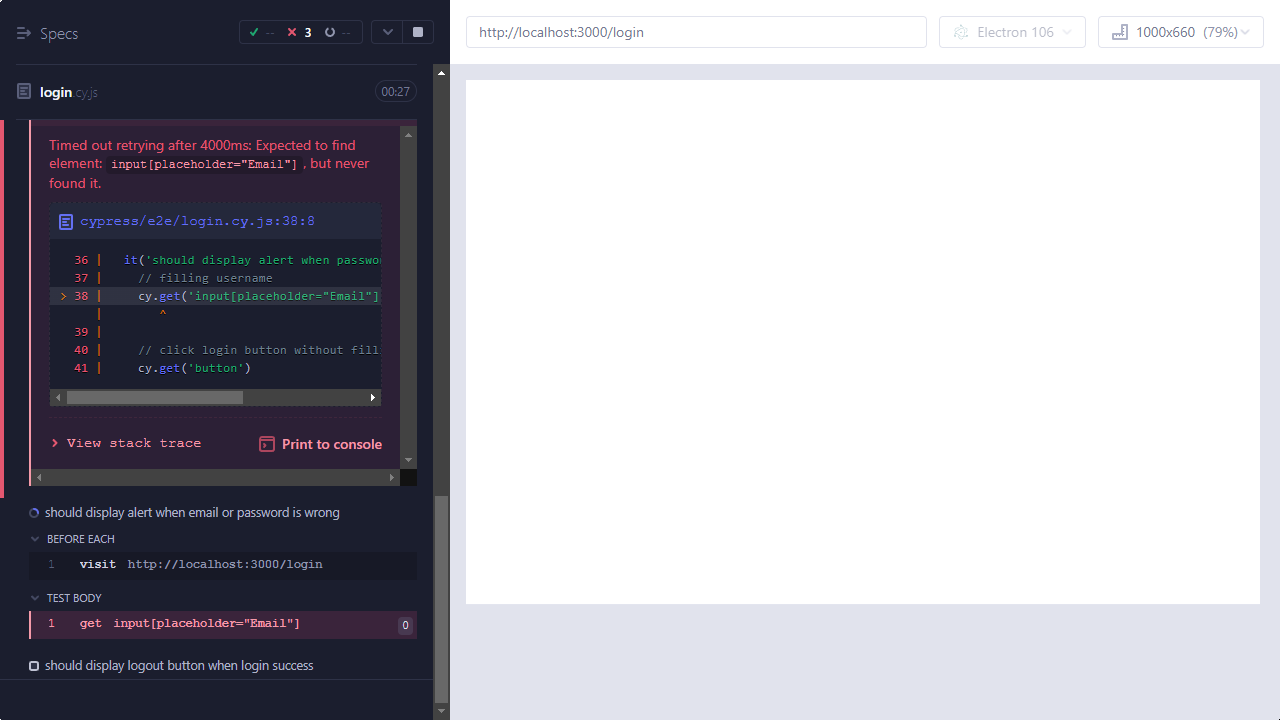 Specs
-- 3 --
http://localhost:3000/login
Electron 106
1000x660 (79%)
login.cy.js
00:27
Timed out retrying after 4000ms: Expected to find
element: input[placeholder="Email"], but never
found it.
cypress/e2e/login.cy.js:38:8
36 | it('should display alert when passwo
37 | // filling username
> 38 | cy.get('input[placeholder="Email"]
| ^
39 |
40 | // click login button without fill
41 | cy.get('button')
View stack trace
Print to console
should display alert when email or password is wrong
BEFORE EACH
1 visit http://localhost:3000/login
TEST BODY
1 get input[placeholder="Email"] 0
should display logout button when login success